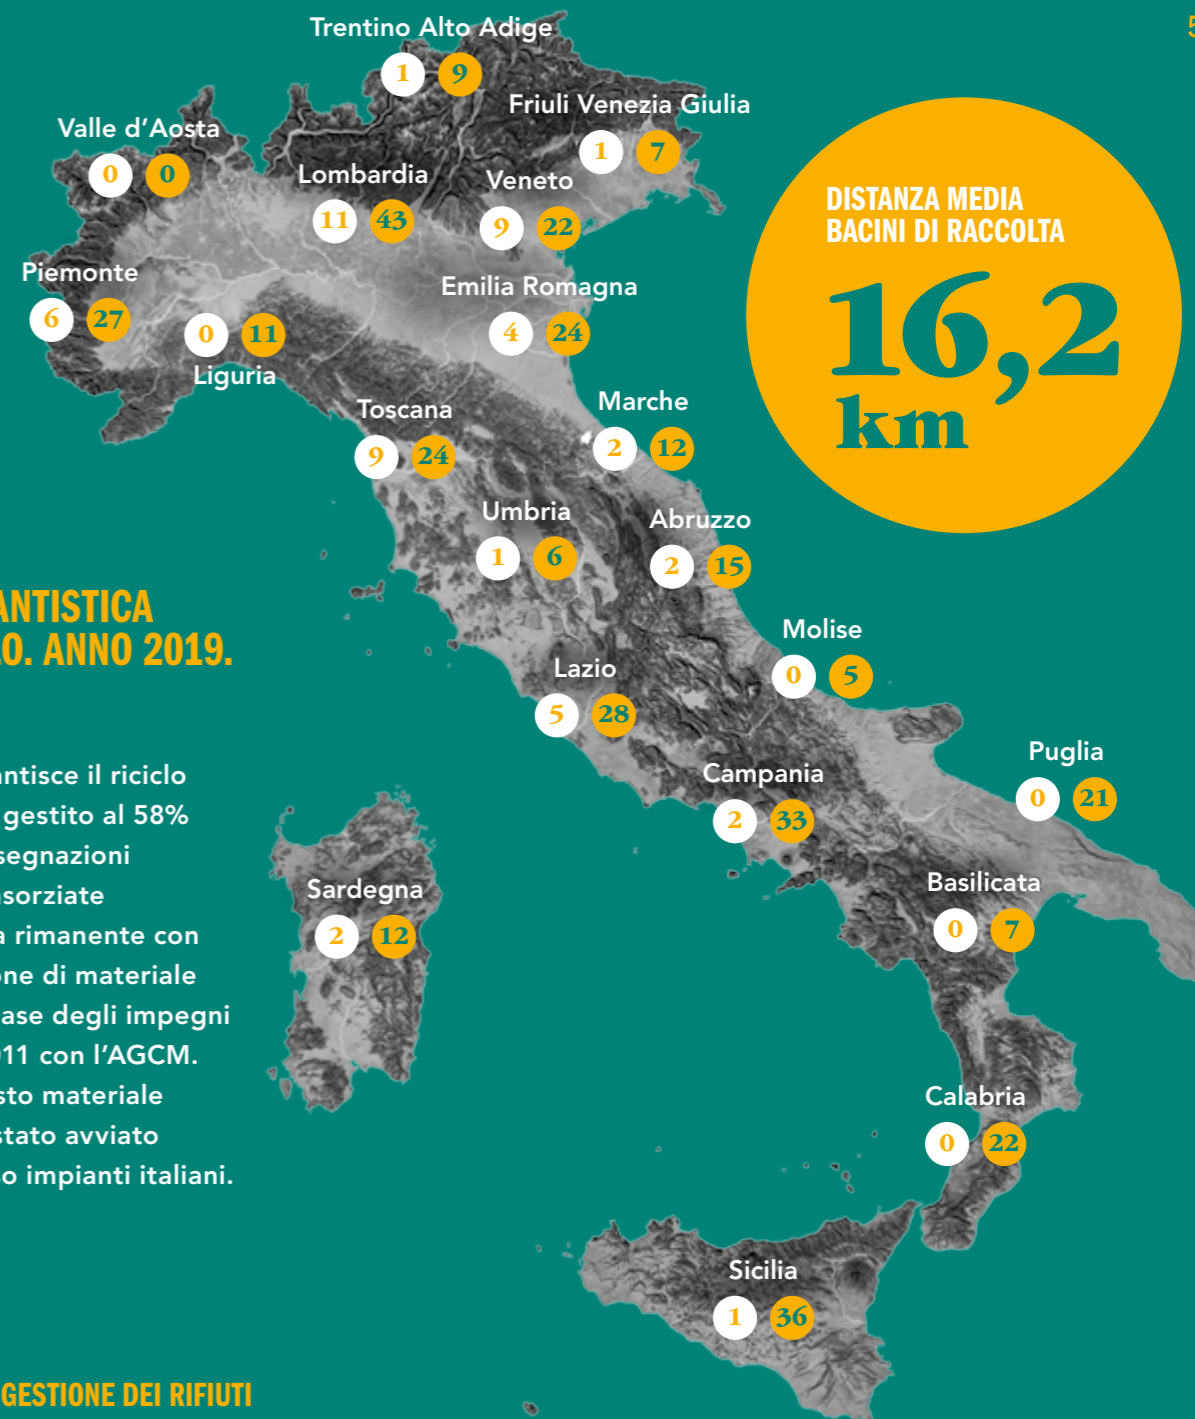 5
Trentino Alto Adige
1 9
Friuli Venezia Giulia
1 7
Valle d'Aosta
0 0
Lombardia
11 43
Veneto
9 22
Piemonte
6 27
Emilia Romagna
4 24
0 11
Liguria
Toscana
9 24
Marche
2 12
Umbria
1 6
Abruzzo
2 15
Molise
0 5
Lazio
5 28
Campania
2 33
Puglia
0 21
Basilicata
0 7
Sardegna
2 12
Calabria
0 22
Sicilia
1 36
DISTANZA MEDIA
BACINI DI RACCOLTA
16,2
km
ANTISTICA
O. ANNO 2019.
antisce il riciclo
gestito al 58%
segnazioni
sorziate
a rimanente con
one di materiale
ase degli impegni
11 con l'AGCM.
sto materiale
stato avviato
o impianti italiani.
GESTIONE DEI RIFIUTI